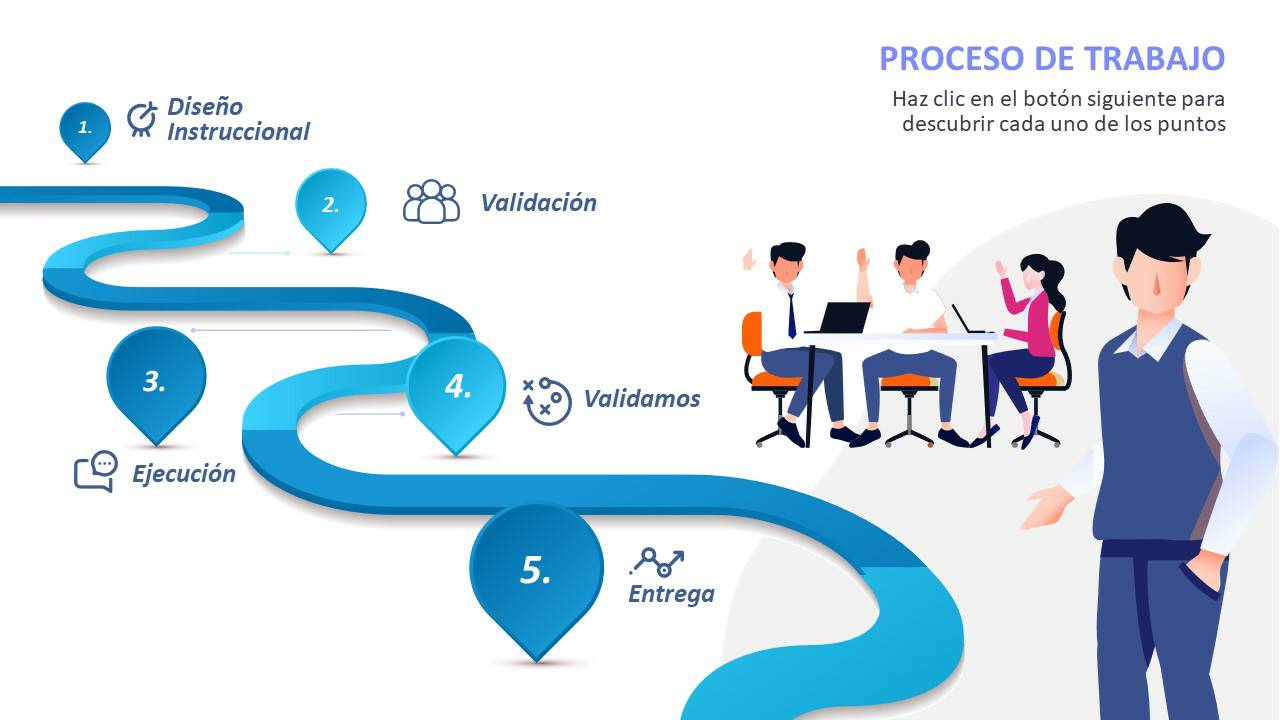 PROCESO DE TRABAJO
Haz clic en el botón siguiente para
descubrir cada uno de los puntos
1.
Diseño
Instruccional
2.
Validación
3.
Ejecución
4.
Validamos
5.
Entrega